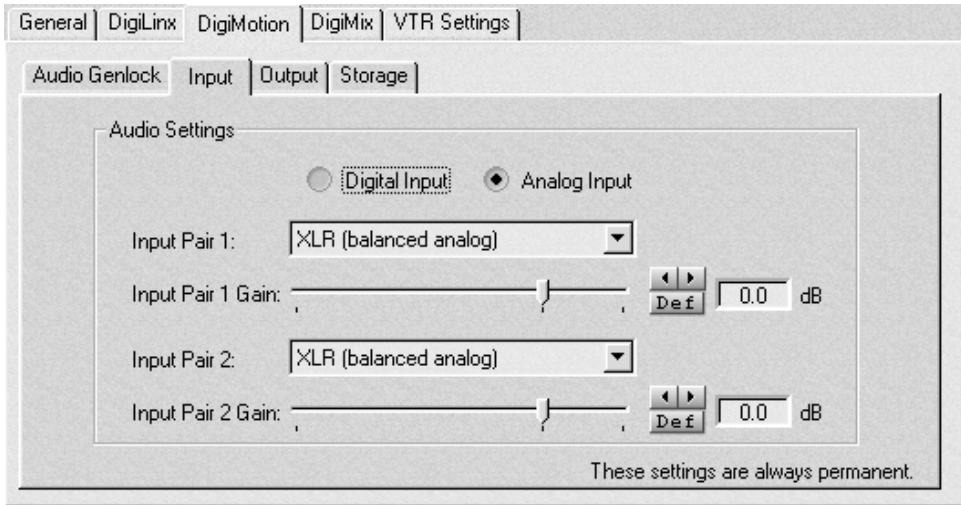 General DigiLinx DigiMotion DigiMix VTR Settings
Audio Genlock Input Output Storage
Audio Settings
Digital Input Analog Input
Input Pair 1: XLR (balanced analog)
Input Pair 1 Gain: Def 0.0 dB
Input Pair 2: XLR (balanced analog)
Input Pair 2 Gain: Def 0.0 dB
These settings are always permanent.